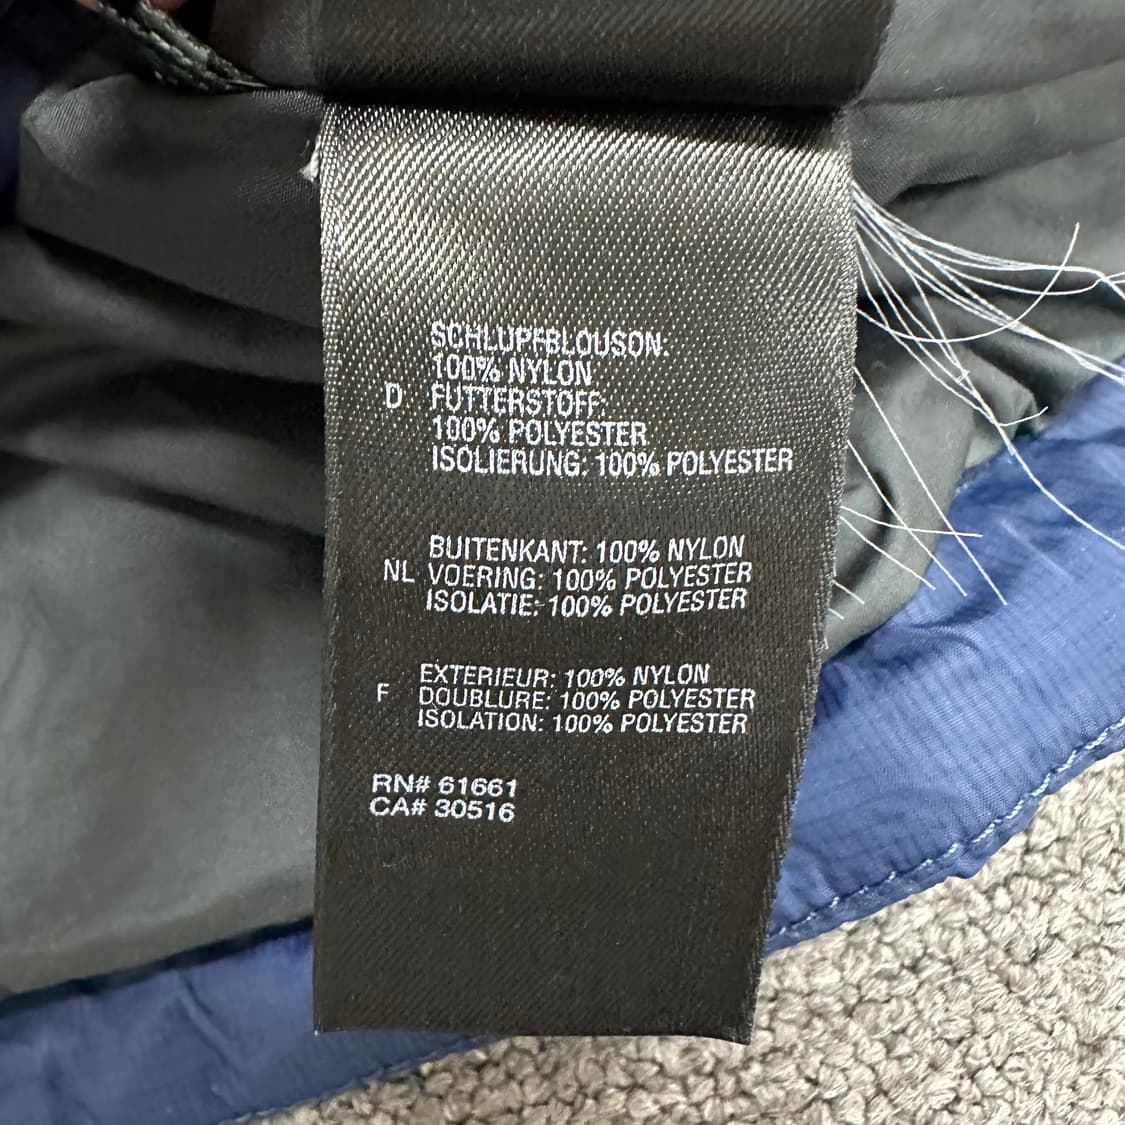 SCHLUPFBLOUSON:
100% NYLON
D FUTTERSTOFF:
100% POLYESTER
ISOLIERUNG: 100% POLYESTER
BUITENKANT: 100% NYLON
NL VOERING: 100% POLYESTER
ISOLATIE: 100% POLYESTER
EXTERIEUR: 100% NYLON
F DOUBLURE: 100% POLYESTER
ISOLATION: 100% POLYESTER
RN# 61661
CA# 30516